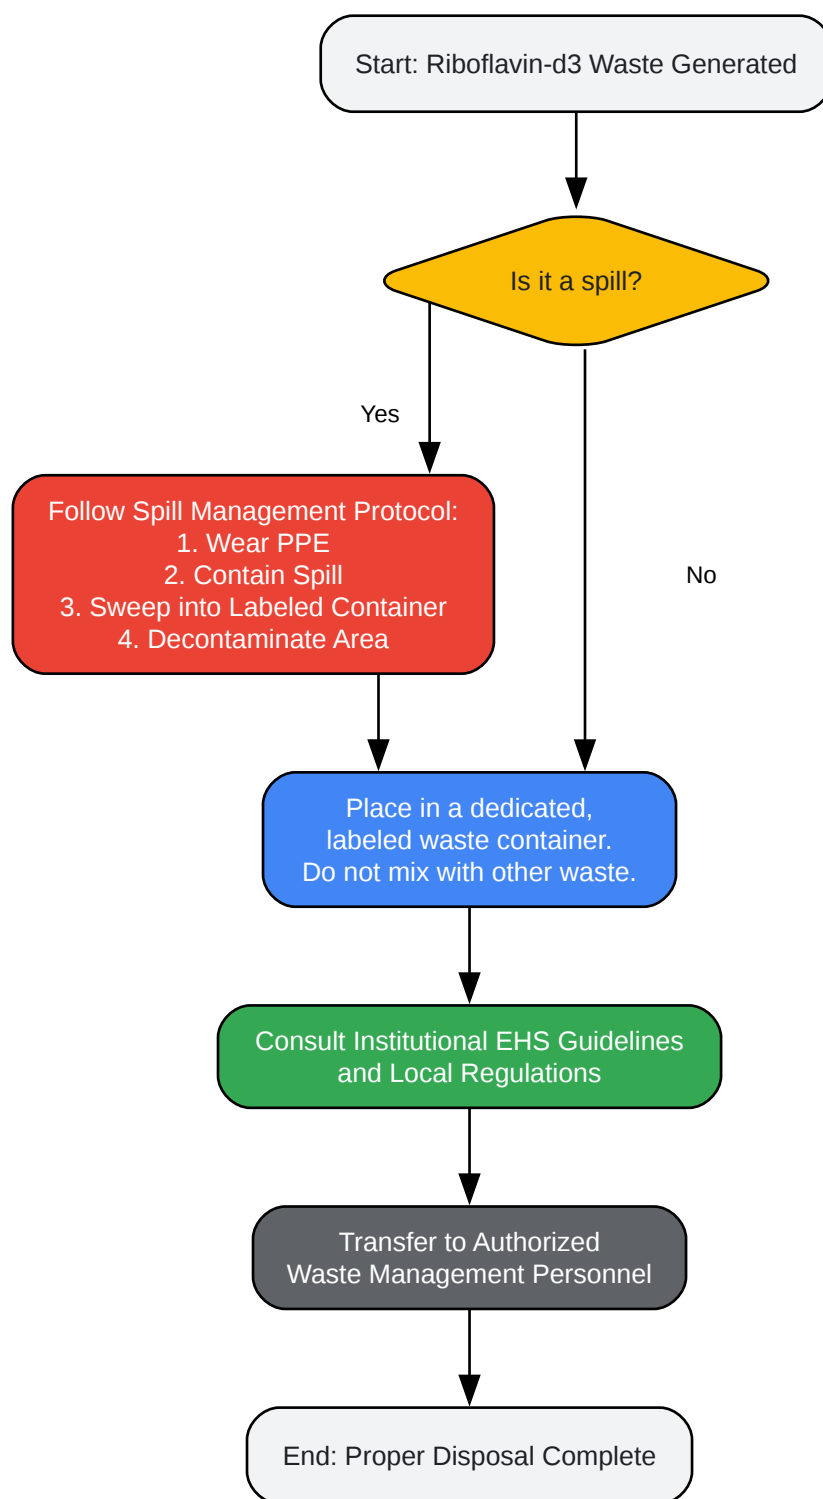 Start: Riboflavin-d3 Waste Generated
Is it a spill?
Yes
Follow Spill Management Protocol:
1. Wear PPE
2. Contain Spill
3. Sweep into Labeled Container
4. Decontaminate Area
No
Place in a dedicated,
labeled waste container.
Do not mix with other waste.
Consult Institutional EHS Guidelines
and Local Regulations
Transfer to Authorized
Waste Management Personnel
End: Proper Disposal Complete